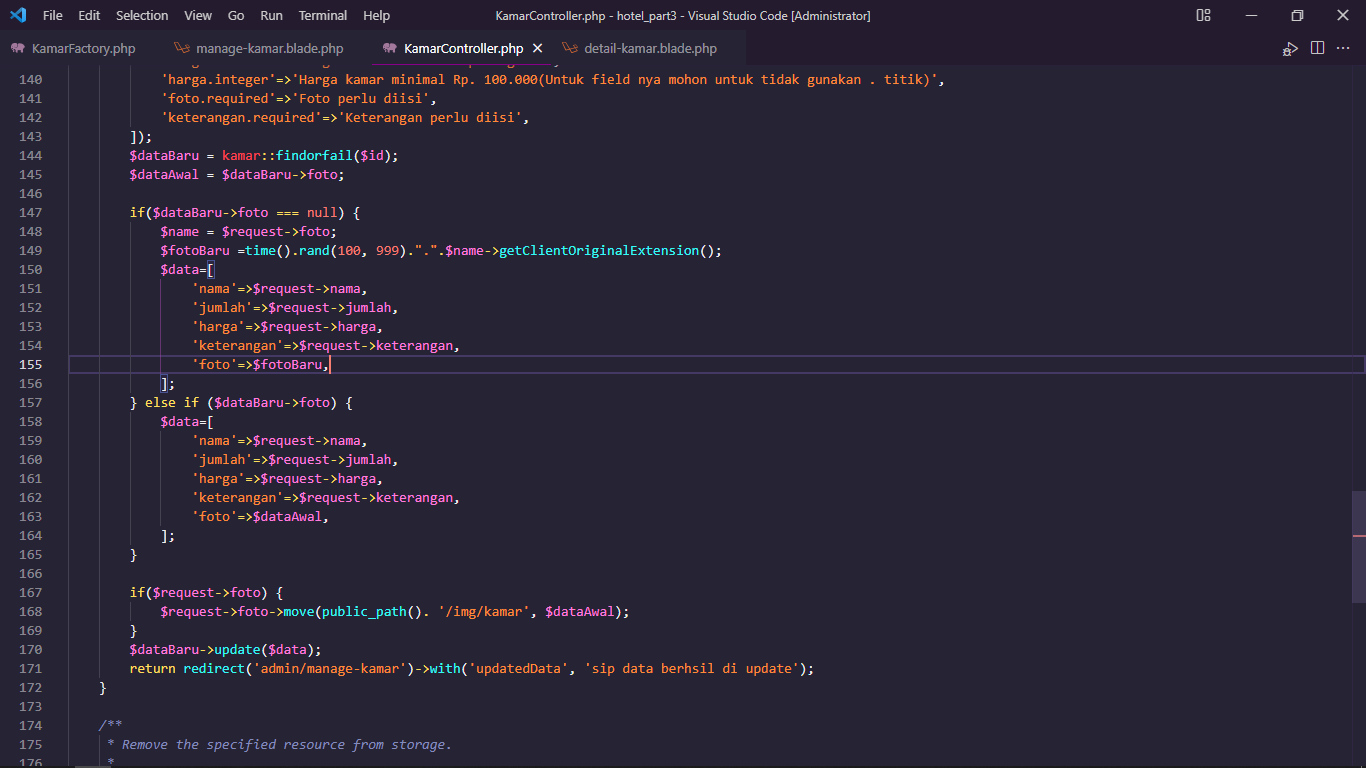 File Edit Selection View Go Run Terminal Help KamarController.php - hotel_part3 - Visual Studio Code [Administrator]
KamarFactory.php manage-kamar.blade.php KamarController.php detail-kamar.blade.php
140 'harga.integer'=>'Harga kamar minimal Rp. 100.000(Untuk field nya mohon untuk tidak gunakan . titik)',
141 'foto.required'=>'Foto perlu diisi',
142 'keterangan.required'=>'Keterangan perlu diisi',
143 ]);
144 $dataBaru = kamar::findorfail($id);
145 $dataAwal = $dataBaru->foto;
146
147 if($dataBaru->foto === null) {
148 $name = $request->foto;
149 $fotoBaru =time().rand(100, 999).".".$name->getClientOriginalExtension();
150 $data=[
151 'nama'=>$request->nama,
152 'jumlah'=>$request->jumlah,
153 'harga'=>$request->harga,
154 'keterangan'=>$request->keterangan,
155 'foto'=>$fotoBaru,
156 ];
157 } else if ($dataBaru->foto) {
158 $data=[
159 'nama'=>$request->nama,
160 'jumlah'=>$request->jumlah,
161 'harga'=>$request->harga,
162 'keterangan'=>$request->keterangan,
163 'foto'=>$dataAwal,
164 ];
165 }
166
167 if($request->foto) {
168 $request->foto->move(public_path(). '/img/kamar', $dataAwal);
169 }
170 $dataBaru->update($data);
171 return redirect('admin/manage-kamar')->with('updatedData', 'sip data berhsil di update');
172 }
173
174 /**
175 * Remove the specified resource from storage.
176 *